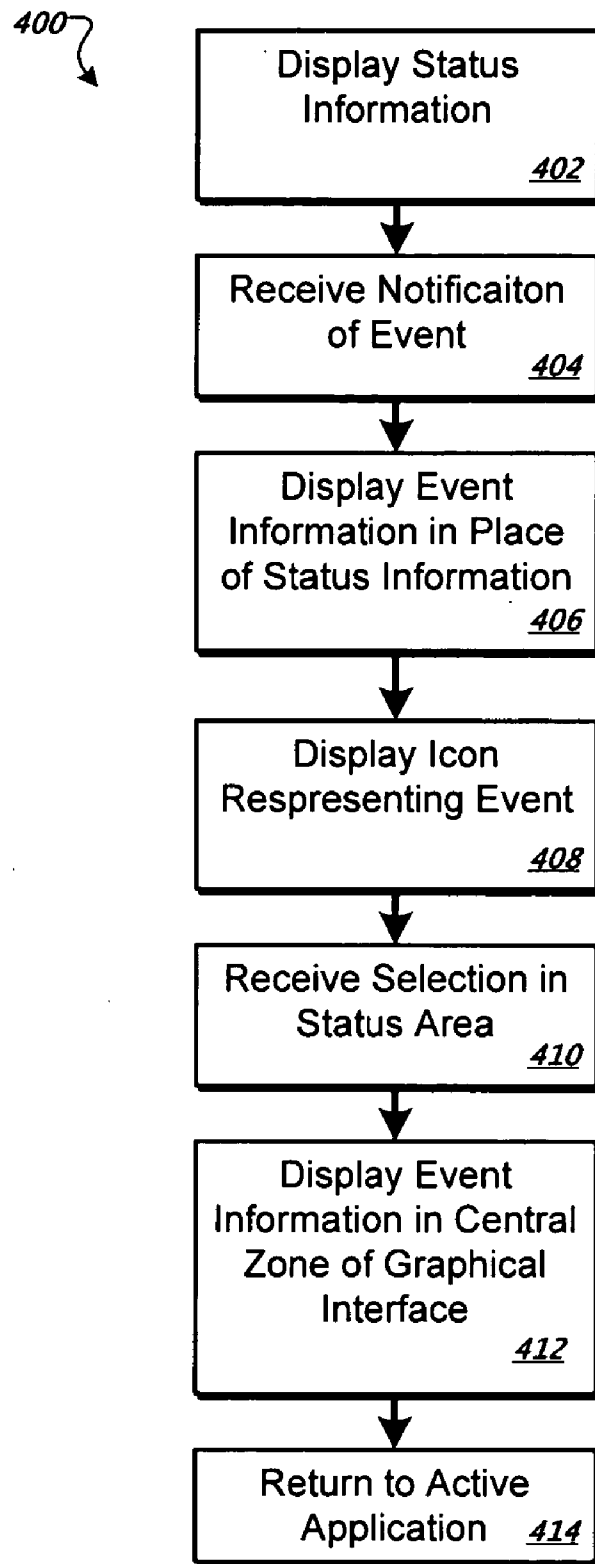 400
Display Status
Information
402
Receive Notificaiton
of Event
404
Display Event
Information in Place
of Status Information
406
Display Icon
Respresenting Event
408
Receive Selection in
Status Area
410
Display Event
Information in Central
Zone of Graphical
Interface
412
Return to Active
Application 414